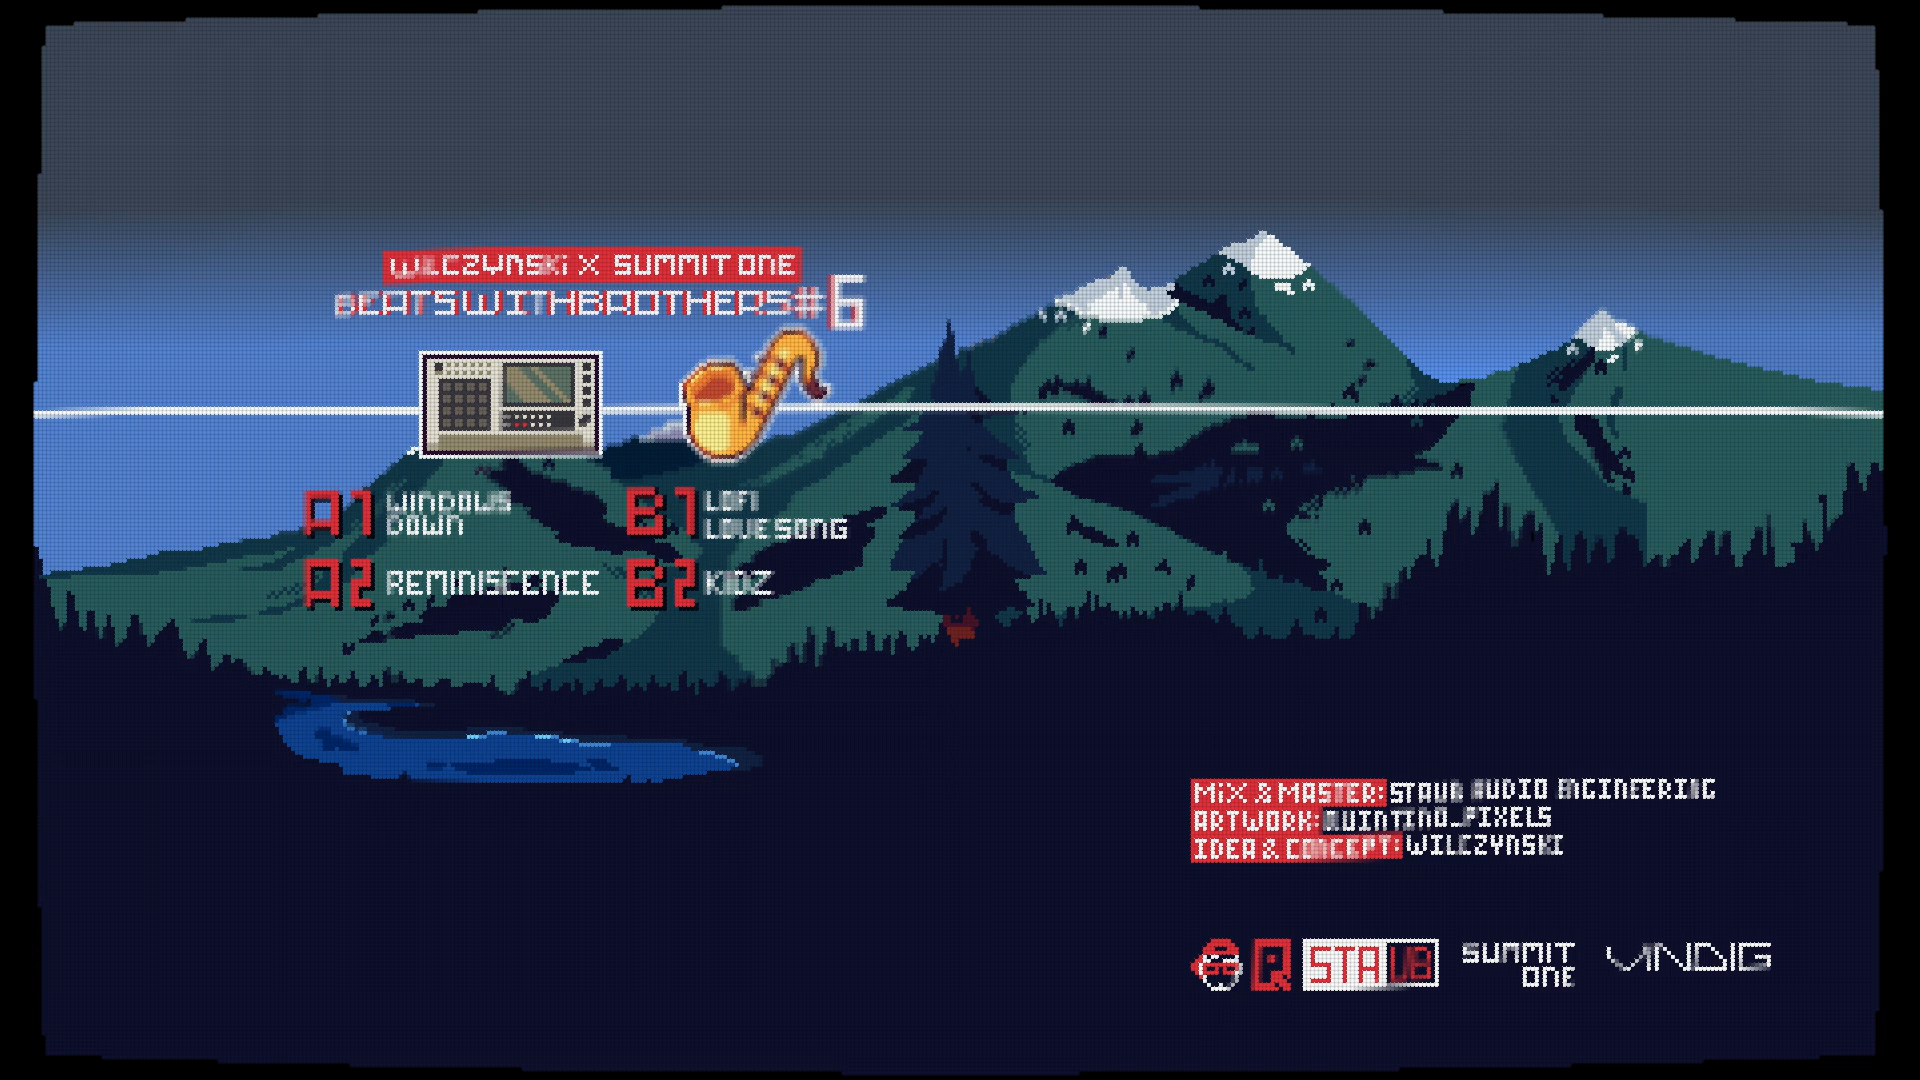 WILCZYNSKI X SUMMIT ONE
BEATSWITHBROTHERS#6
A1 WINDOWS
DOWN
B1 LOFI
LOVE SONG
A2 REMINISCENCE
B2 KIDZ
MIX & MASTER: STAUB AUDIO ENGINEERING
ARTWORK: QUINTINO_PIXELS
IDEA & CONCEPT: WILCZYNSKI
STAUB
SUMMIT
ONE
VINDIG